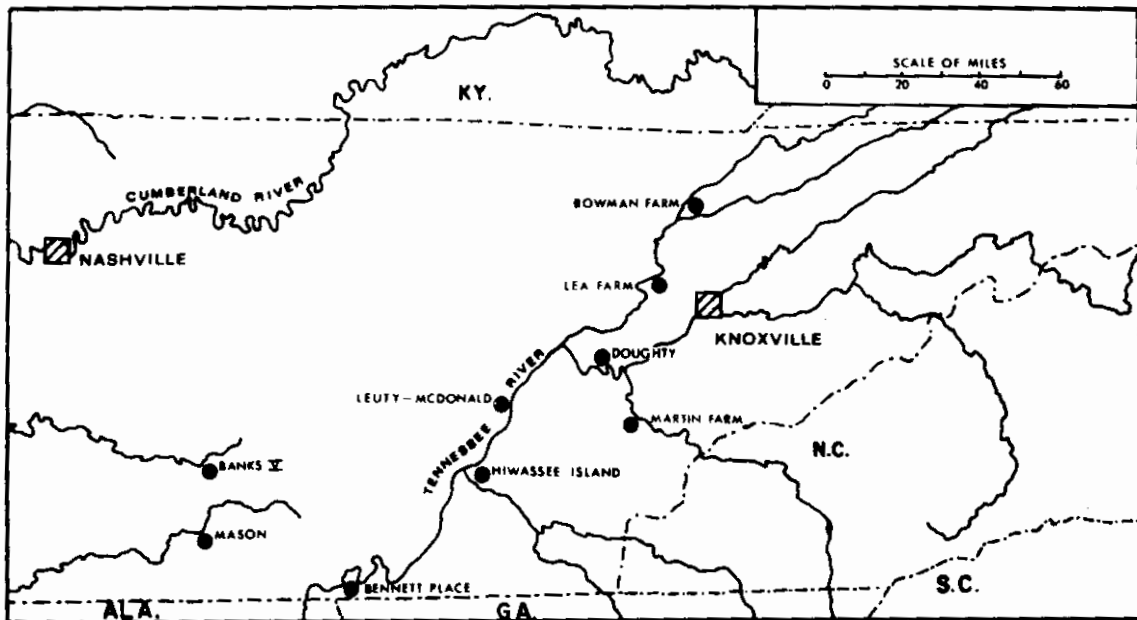 SCALE OF MILES
0 20 40 60
KY.
CUMBERLAND RIVER
BOWMAN FARM
NASHVILLE
LEA FARM
KNOXVILLE
DOUGHTY
TENNESSEE RIVER
LEUTY-MCDONALD
MARTIN FARM
N.C.
BANKS V
HIWASSEE ISLAND
MASON
BENNETT PLACE
S.C.
ALA.
GA.